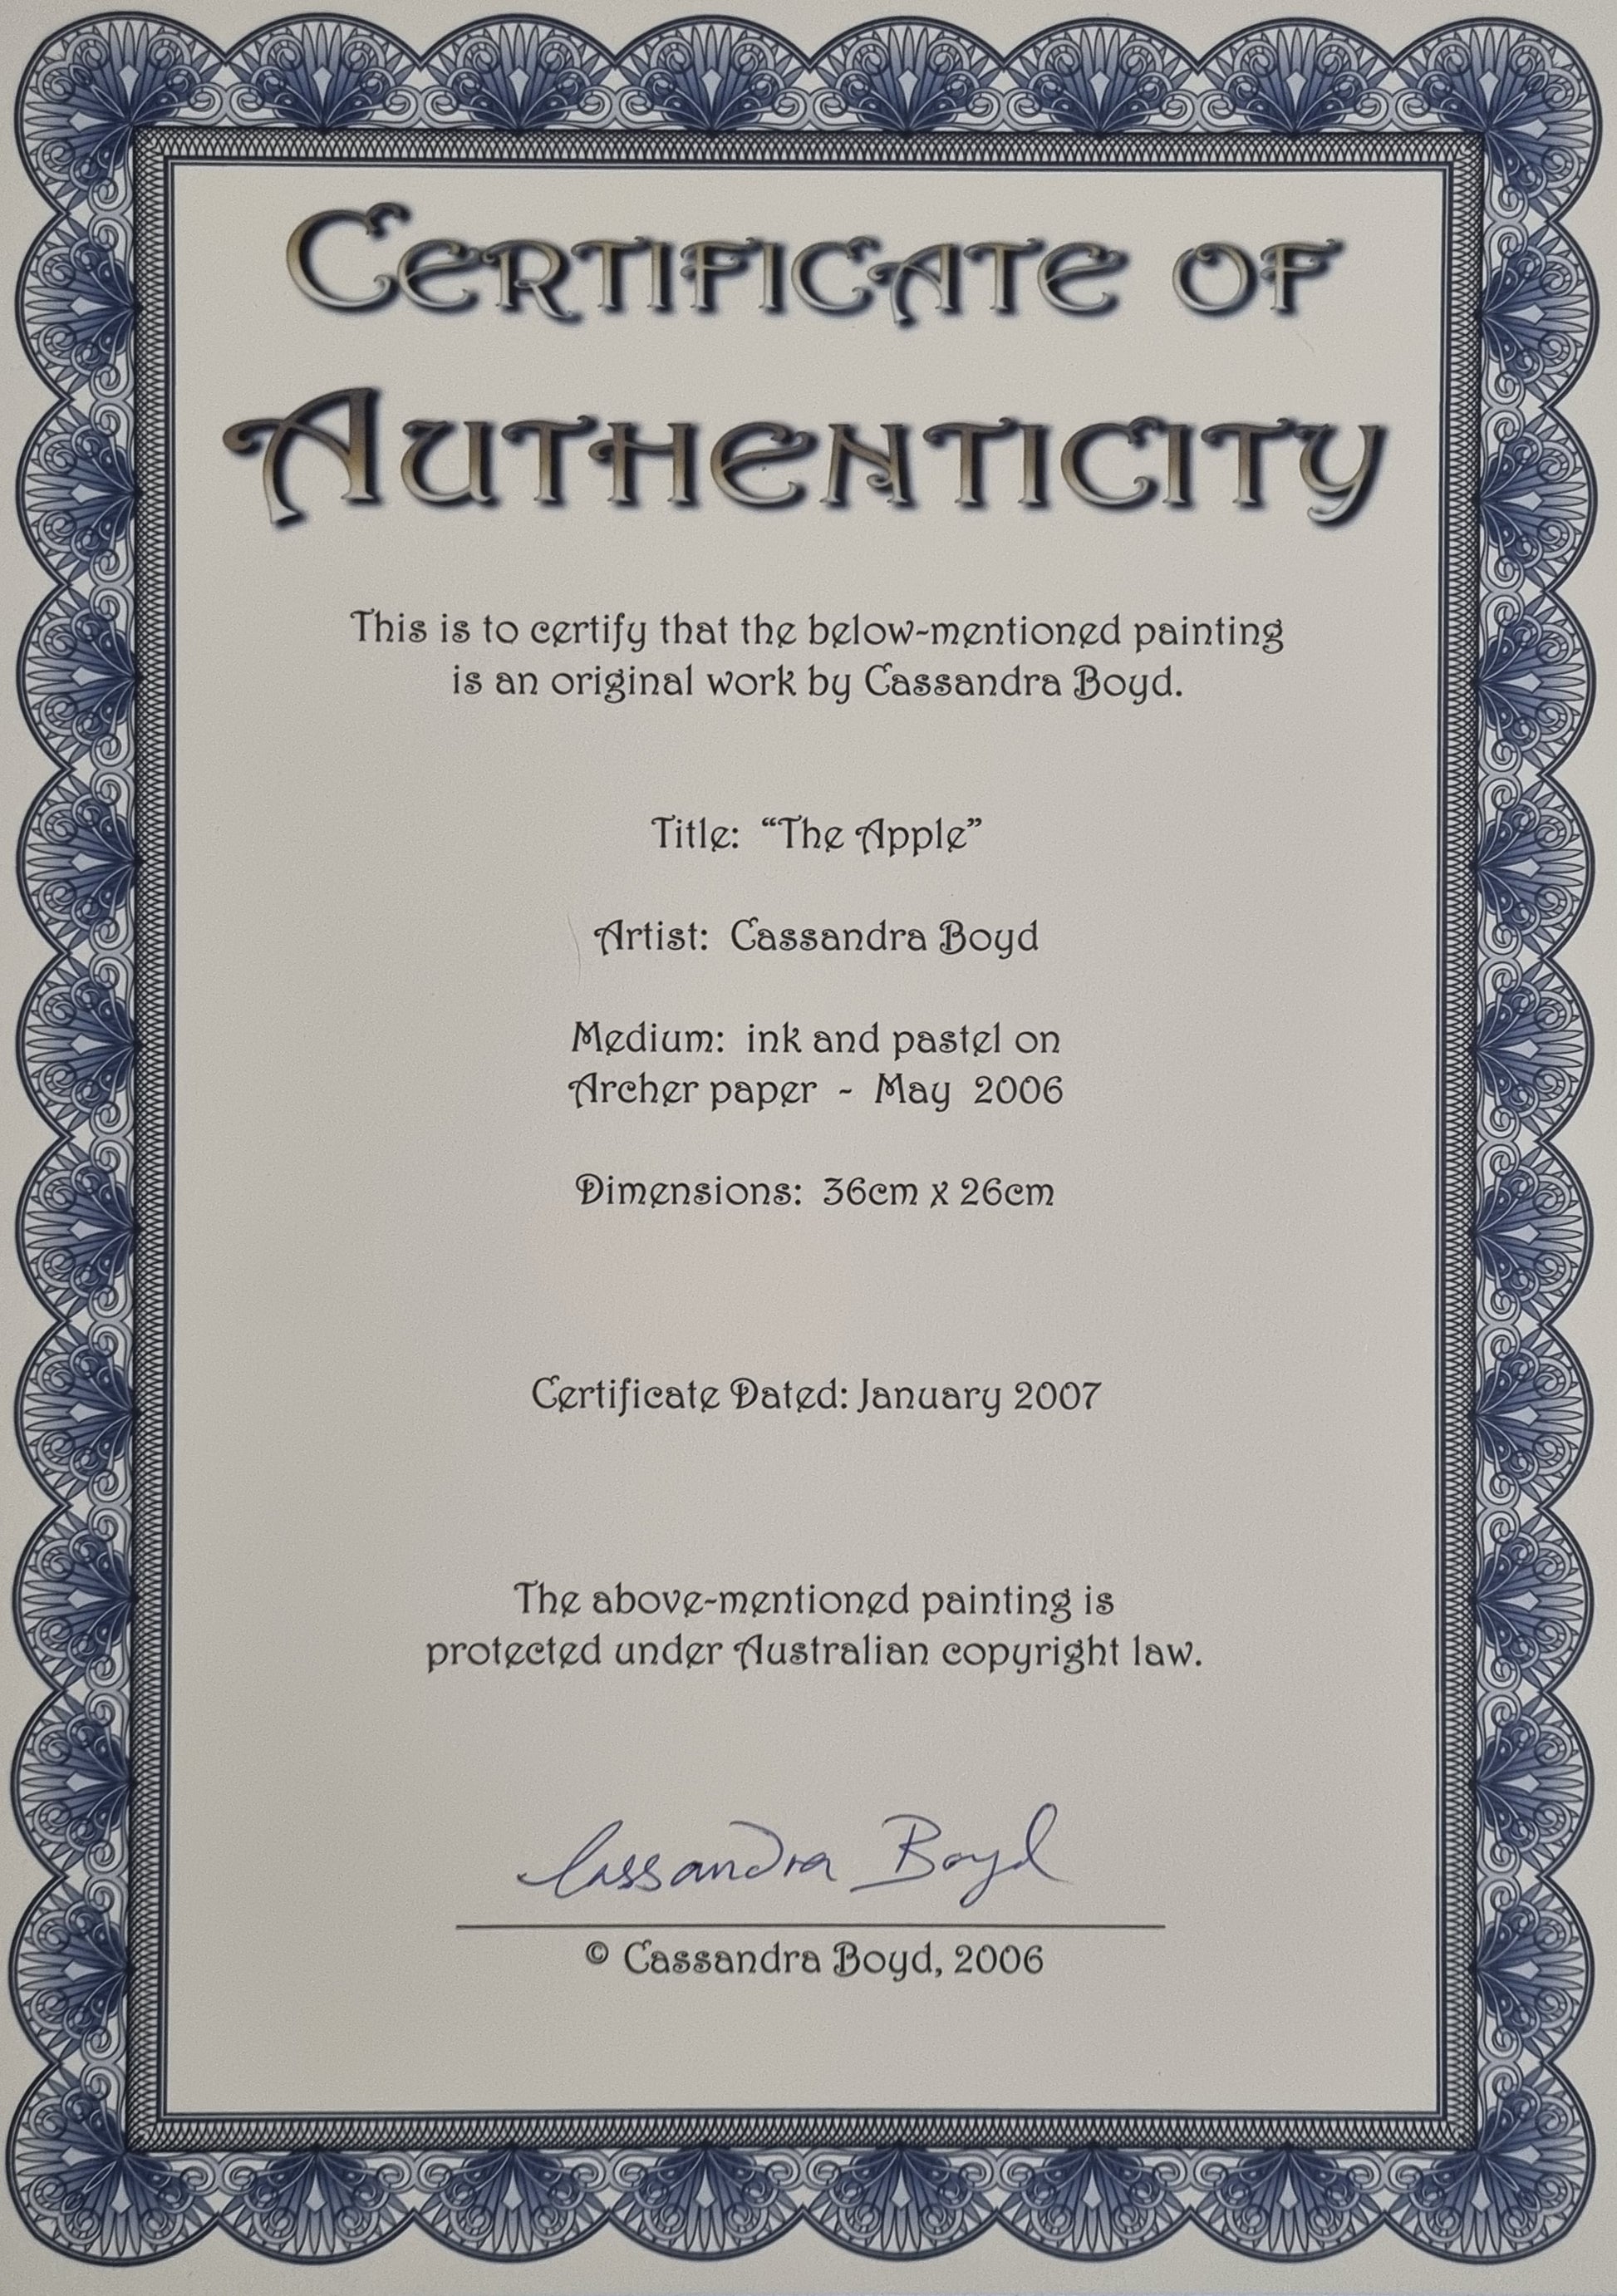 Certificate of
Authenticity
This is to certify that the below-mentioned painting
is an original work by Cassandra Boyd.
Title: “The Apple”
Artist: Cassandra Boyd
Medium: ink and pastel on
Archer paper - May 2006
Dimensions: 36cm x 26cm
Certificate Dated: January 2007
The above-mentioned painting is
protected under Australian copyright law.
Cassandra Boyd
© Cassandra Boyd, 2006